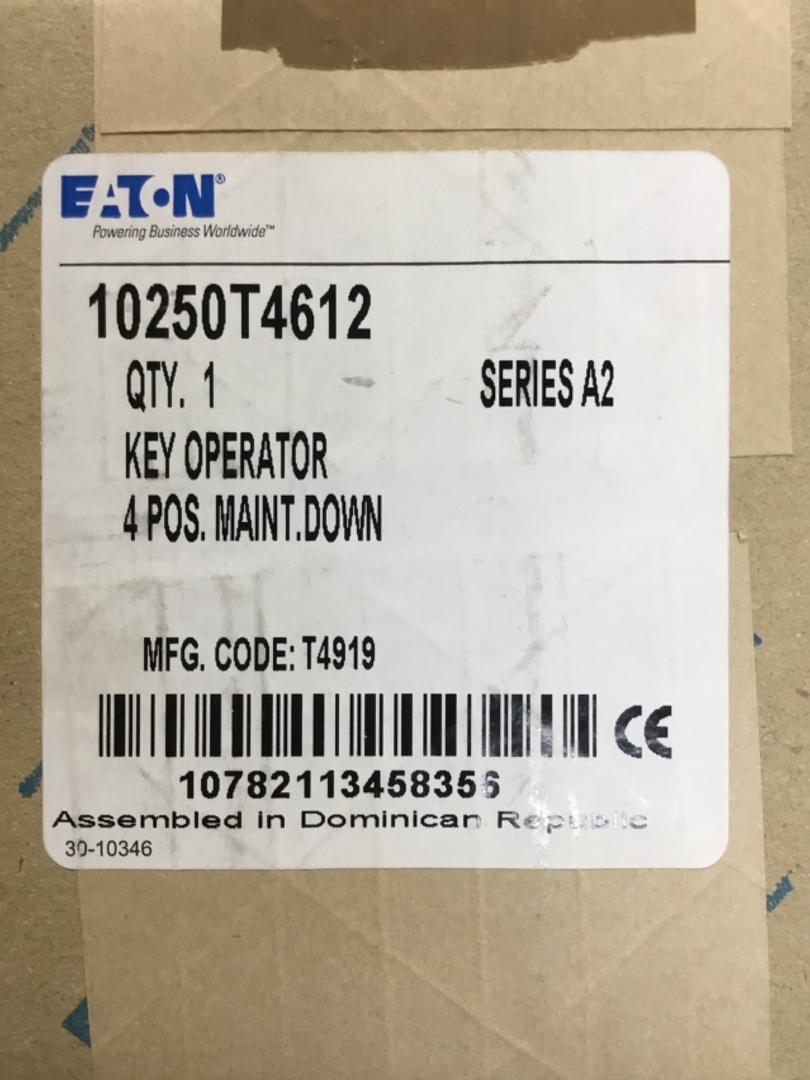 EATON®
Powering Business Worldwide™
10250T4612
QTY. 1 SERIES A2
KEY OPERATOR
4 POS. MAINT.DOWN
MFG. CODE: T4919
CE
10782113458356
Assembled in Dominican Republic
30-10346